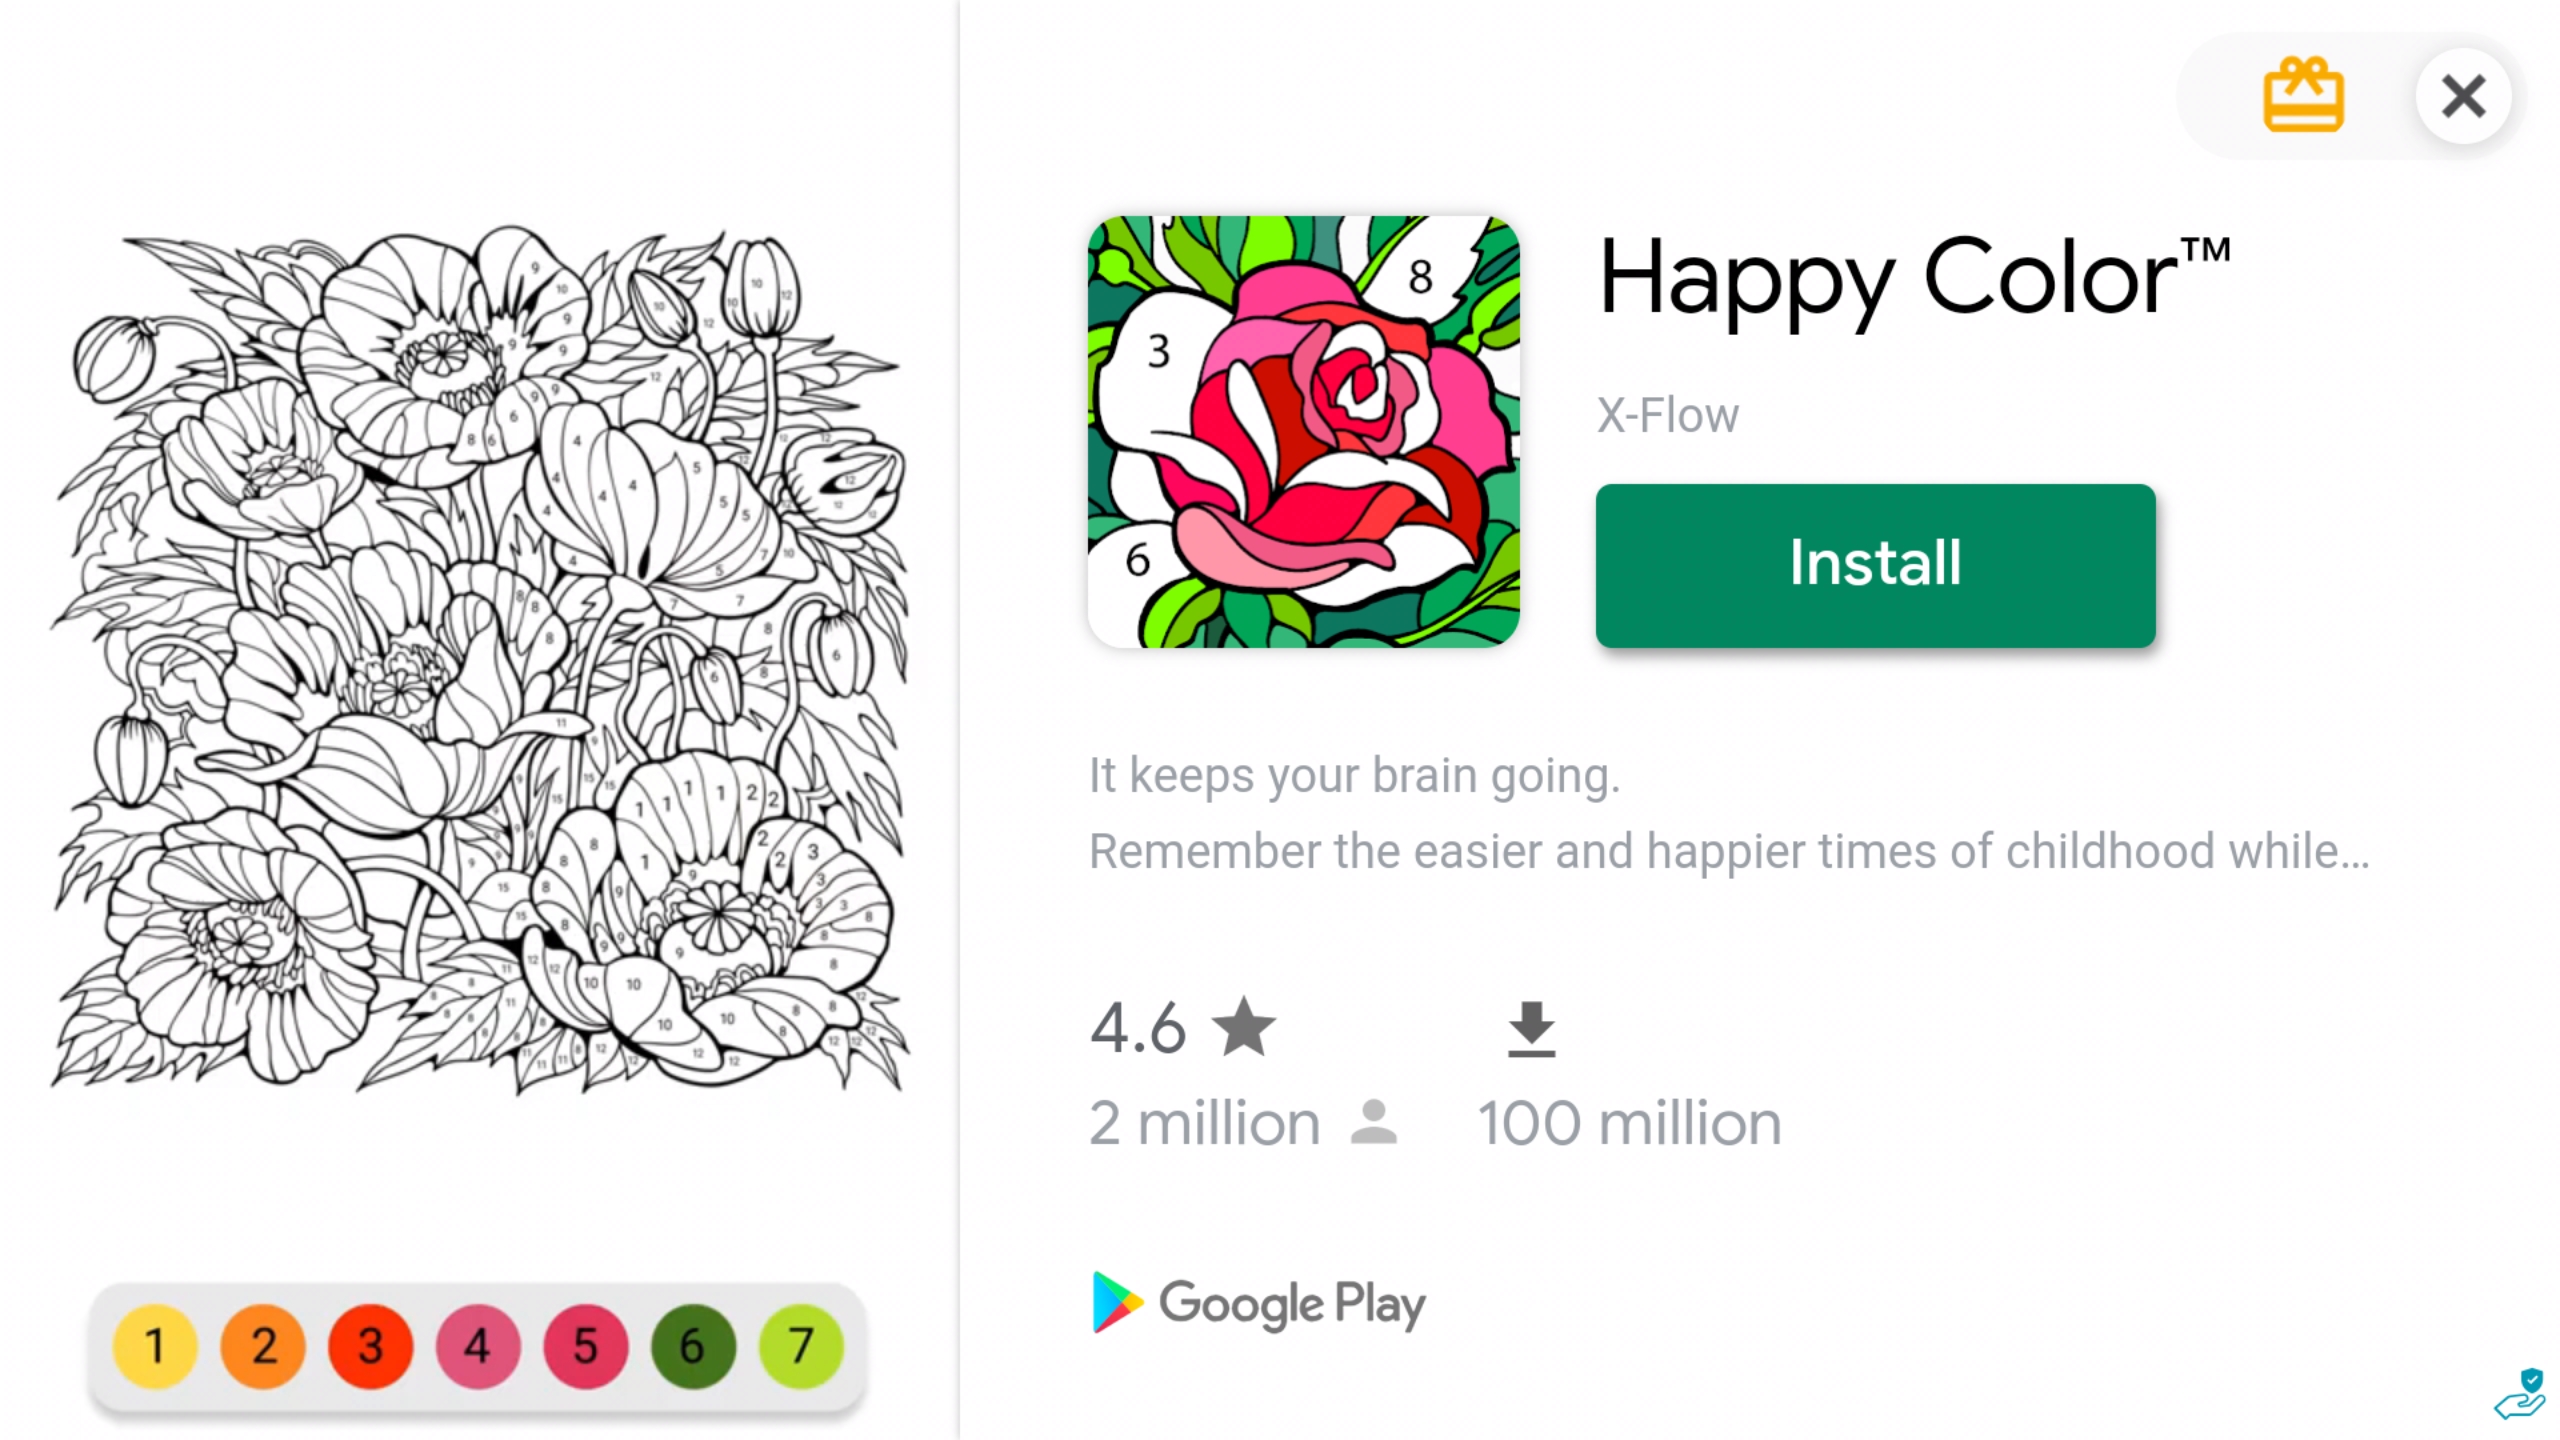 Happy Color™
X-Flow
Install
3
8
6
It keeps your brain going.
Remember the easier and happier times of childhood while…
4.6
2 million
100 million
Google Play
1 2 3 4 5 6 7